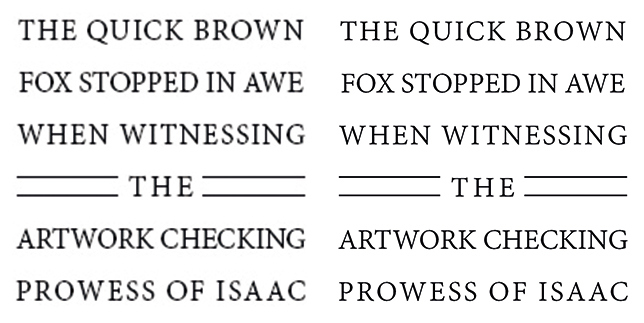 THE QUICK BROWN
FOX STOPPED IN AWE
WHEN WITNESSING
THE
ARTWORK CHECKING
PROWESS OF ISAAC
THE QUICK BROWN
FOX STOPPED IN AWE
WHEN WITNESSING
THE
ARTWORK CHECKING
PROWESS OF ISAAC